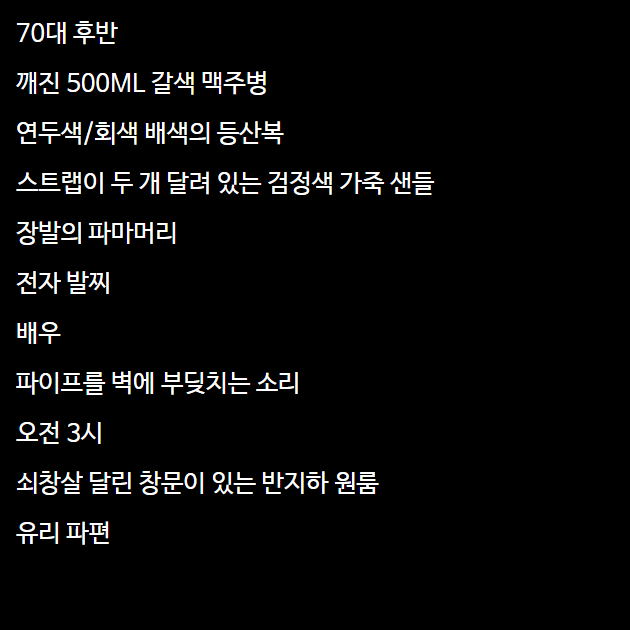 70대 후반
깨진 500ML 갈색 맥주병
연두색/회색 배색의 등산복
스트랩이 두 개 달려 있는 검정색 가죽 샌들
장발의 파마머리
전자 발찌
배우
파이프를 벽에 부딪치는 소리
오전 3시
쇠창살 달린 창문이 있는 반지하 원룸
유리 파편